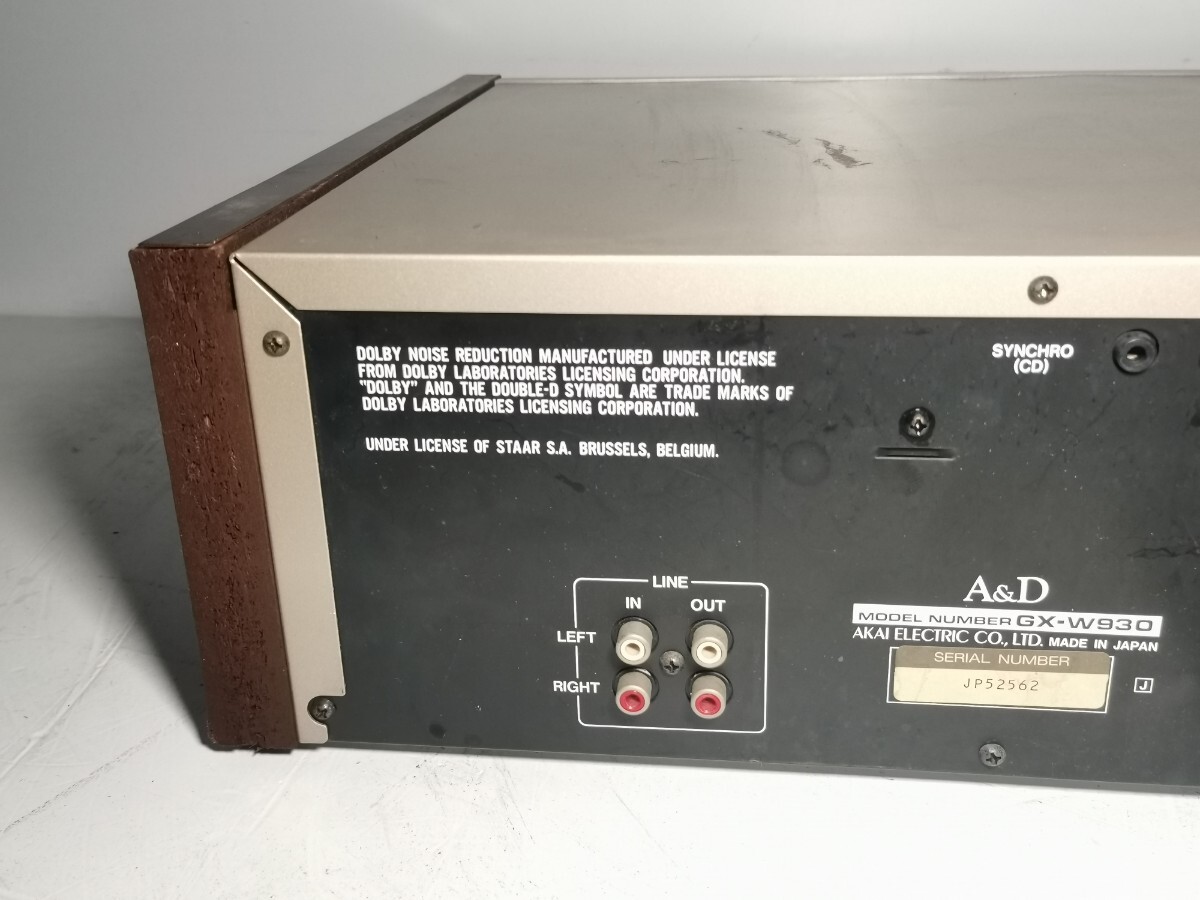 DOLBY NOISE REDUCTION MANUFACTURED UNDER LICENSE
FROM DOLBY LABORATORIES LICENSING CORPORATION.
"DOLBY" AND THE DOUBLE-D SYMBOL ARE TRADE MARKS OF
DOLBY LABORATORIES LICENSING CORPORATION.
UNDER LICENSE OF STAAR S.A. BRUSSELS, BELGIUM.
SYNCHRO
(CD)
LINE
IN OUT
LEFT
RIGHT
A&D
MODEL NUMBER GX-W930
AKAI ELECTRIC CO., LTD. MADE IN JAPAN
SERIAL NUMBER
JP52562
J